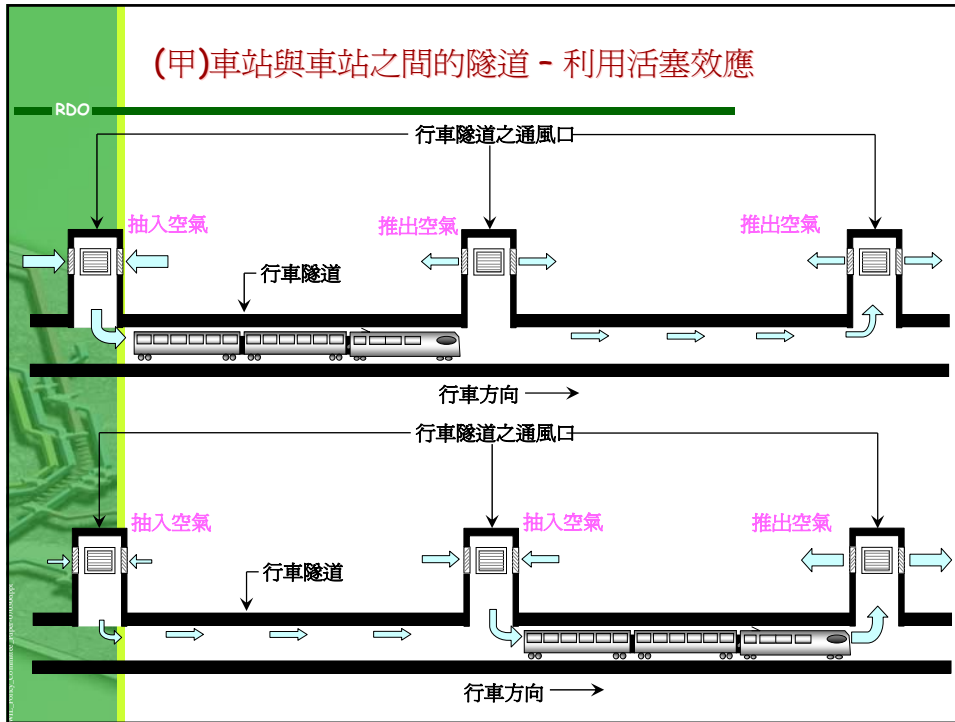 (甲)車站與車站之間的隧道 – 利用活塞效應
RDO
行車隧道之通風口
抽入空氣
推出空氣
推出空氣
行車隧道
行車方向
行車隧道之通風口
抽入空氣
抽入空氣
推出空氣
行車隧道
行車方向